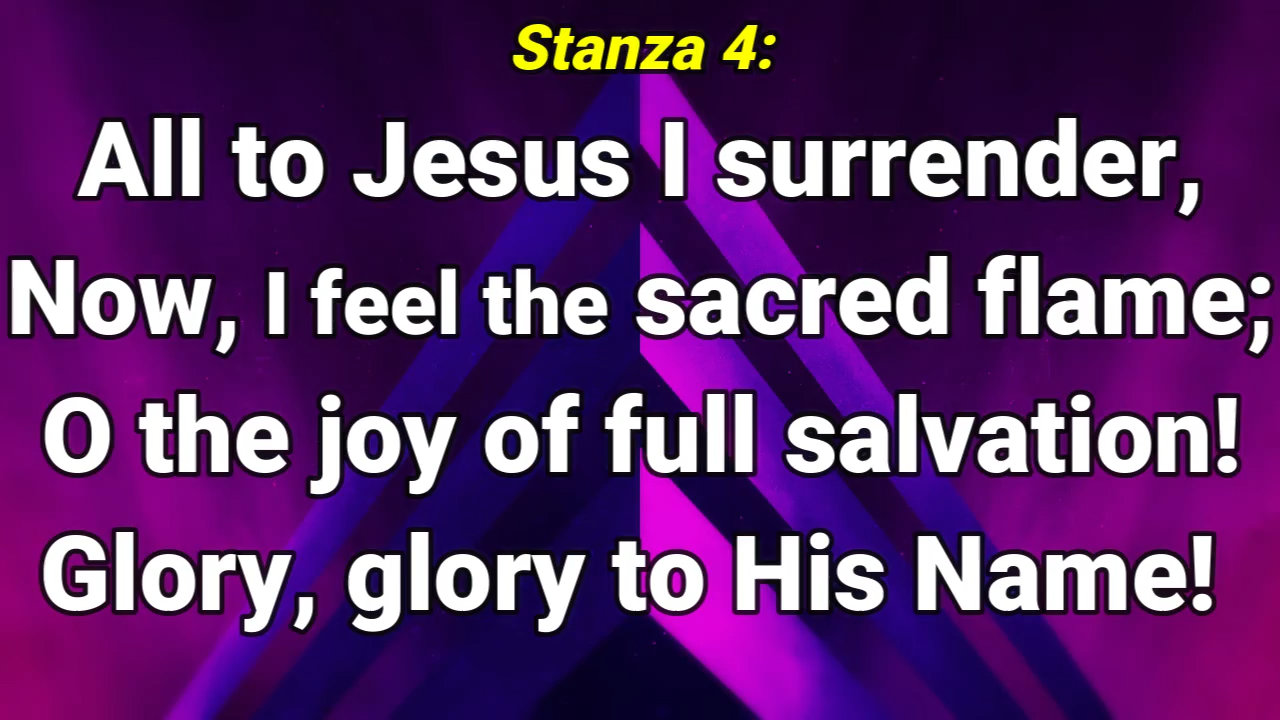 Stanza 4:
All to Jesus I surrender,
Now, I feel the sacred flame;
O the joy of full salvation!
Glory, glory to His Name!